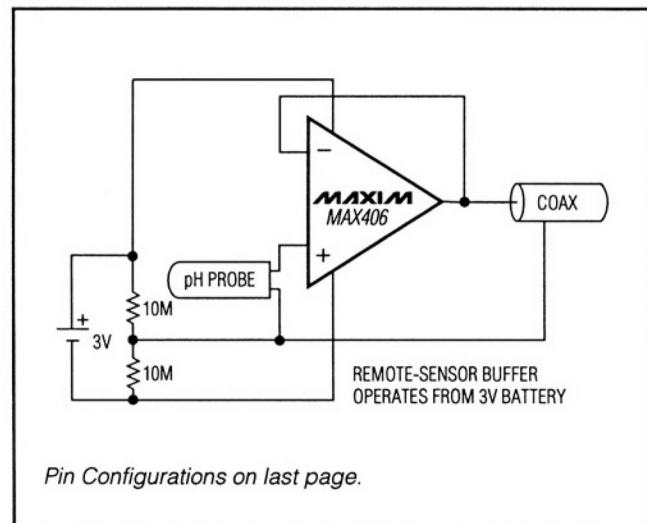 −
MAXIM
MAX406
+
COAX
pH PROBE
+
10M
3V
10M
REMOTE-SENSOR BUFFER
OPERATES FROM 3V BATTERY
Pin Configurations on last page.